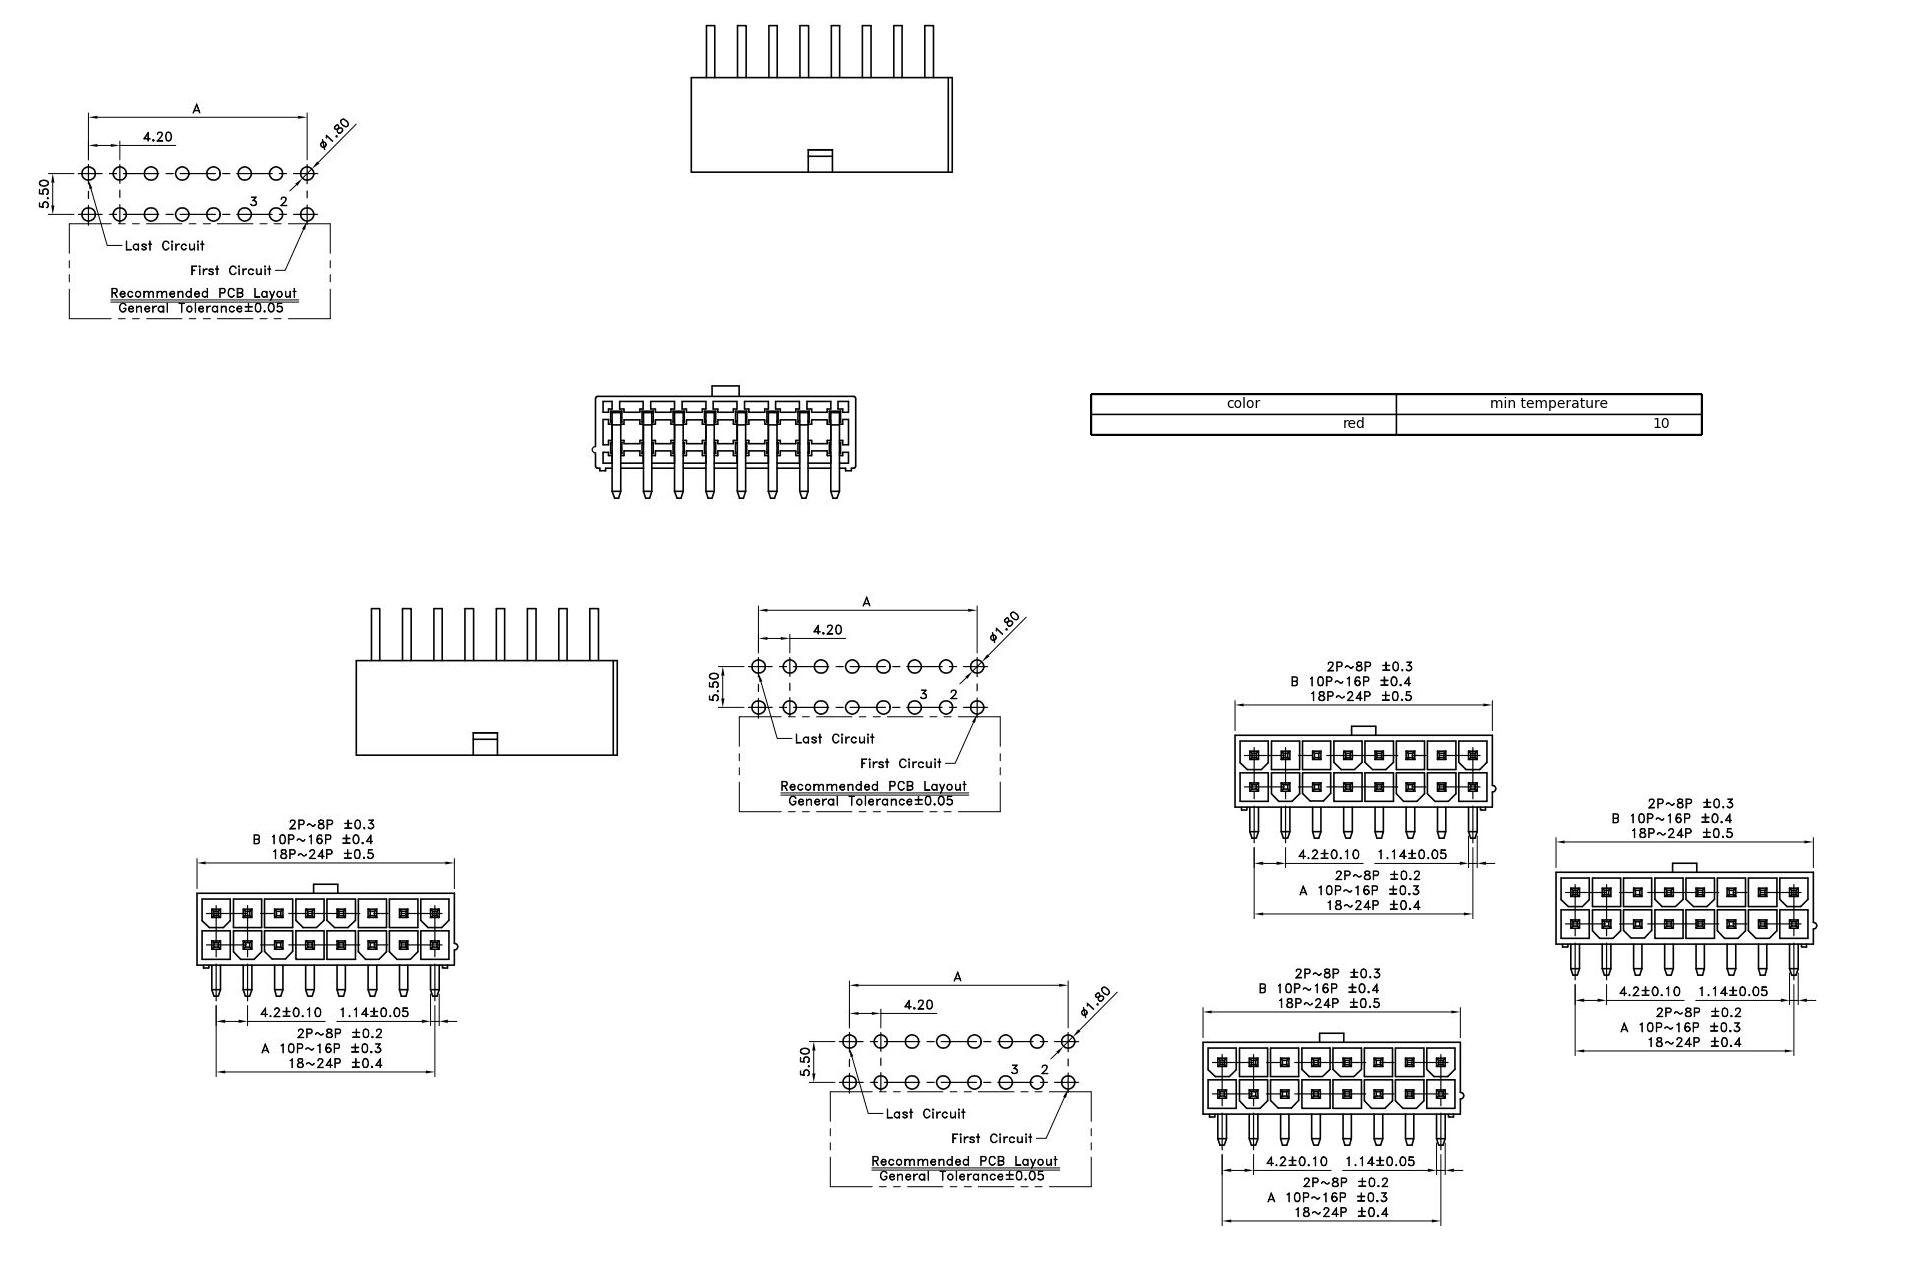 A
4.20
ø1.80
5.50
3 2
Last Circuit
First Circuit
Recommended PCB Layout
General Tolerance±0.05
color min temperature
red 10
A
4.20
ø1.80
5.50
3 2
Last Circuit
First Circuit
Recommended PCB Layout
General Tolerance±0.05
2P~8P ±0.3
B 10P~16P ±0.4
18P~24P ±0.5
4.2±0.10 1.14±0.05
2P~8P ±0.2
A 10P~16P ±0.3
18~24P ±0.4
2P~8P ±0.3
B 10P~16P ±0.4
18P~24P ±0.5
4.2±0.10 1.14±0.05
2P~8P ±0.2
A 10P~16P ±0.3
18~24P ±0.4
2P~8P ±0.3
B 10P~16P ±0.4
18P~24P ±0.5
4.2±0.10 1.14±0.05
2P~8P ±0.2
A 10P~16P ±0.3
18~24P ±0.4
A
4.20
ø1.80
5.50
3 2
Last Circuit
First Circuit
Recommended PCB Layout
General Tolerance±0.05
2P~8P ±0.3
B 10P~16P ±0.4
18P~24P ±0.5
4.2±0.10 1.14±0.05
2P~8P ±0.2
A 10P~16P ±0.3
18~24P ±0.4